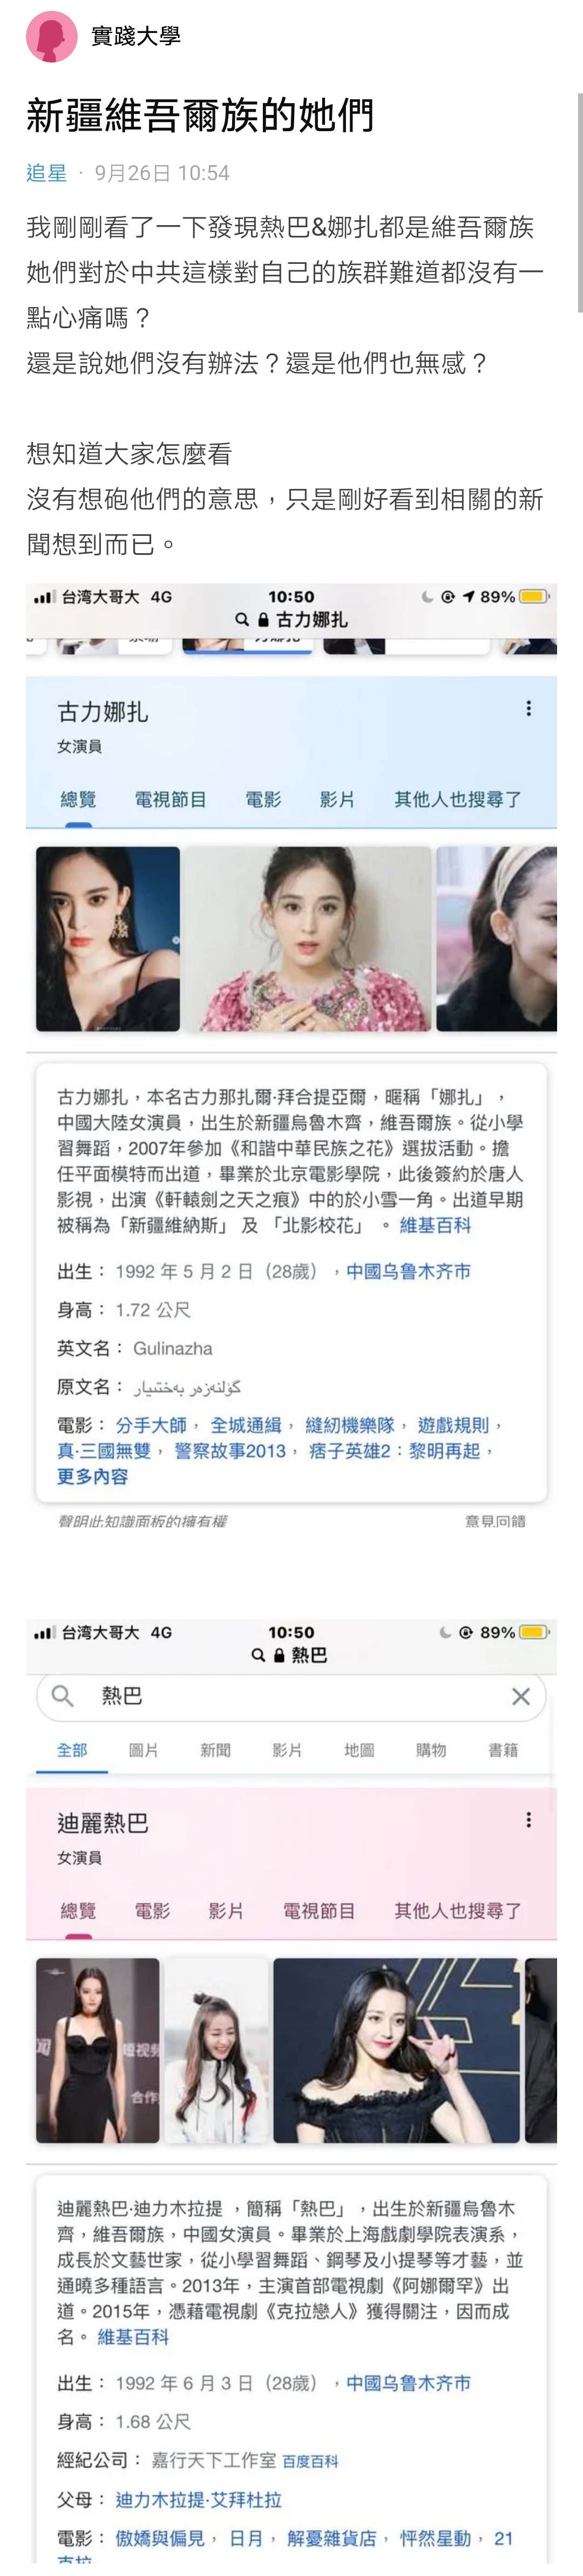 實踐大學
新疆維吾爾族的她們
追星 · 9月26日 10:54
我剛剛看了一下發現熱巴&娜扎都是維吾爾族
她們對於中共這樣對自己的族群難道都沒有一
點心痛嗎？
還是說她們沒有辦法？還是他們也無感？
想知道大家怎麼看
沒有想砲他們的意思，只是剛好看到相關的新
聞想到而已。
台湾大哥大 4G 10:50 89%
古力娜扎
古力娜扎
女演員
總覽 電視節目 電影 影片 其他人也搜尋了
古力娜扎，本名古力那扎爾·拜合提亞爾，暱稱「娜扎」，
中國大陸女演員，出生於新疆烏魯木齊，維吾爾族。從小學
習舞蹈，2007年參加《和諧中華民族之花》選拔活動。擔
任平面模特而出道，畢業於北京電影學院，此後簽約於唐人
影視，出演《軒轅劍之天之痕》中的於小雪一角。出道早期
被稱為「新疆維納斯」 及 「北影校花」 。 維基百科
出生： 1992 年 5 月 2 日（28歲），中國乌鲁木齐市
身高： 1.72 公尺
英文名： Gulinazha
原文名： گۈلنەزەر بەختىيار
電影： 分手大師， 全城通緝， 縫紉機樂隊， 遊戲規則，
真·三國無雙， 警察故事2013， 痞子英雄2：黎明再起，
更多內容
聲明此知識面板的擁有權 意見回饋
台湾大哥大 4G 10:50 89%
熱巴
熱巴
全部 圖片 新聞 影片 地圖 購物 書籍
迪麗熱巴
女演員
總覽 電影 影片 電視節目 其他人也搜尋了
闻
短视频
合作
迪麗熱巴·迪力木拉提 ，簡稱「熱巴」，出生於新疆烏魯木
齊，維吾爾族，中國女演員。畢業於上海戲劇學院表演系，
成長於文藝世家，從小學習舞蹈、鋼琴及小提琴等才藝，並
通曉多種語言。2013年，主演首部電視劇《阿娜爾罕》出
道。2015年，憑藉電視劇《克拉戀人》獲得關注，因而成
名。 維基百科
出生： 1992 年 6 月 3 日（28歲），中國乌鲁木齐市
身高： 1.68 公尺
經紀公司： 嘉行天下工作室 百度百科
父母： 迪力木拉提·艾拜杜拉
電影： 傲嬌與偏見， 日月， 解憂雜貨店， 怦然星動， 21
克拉